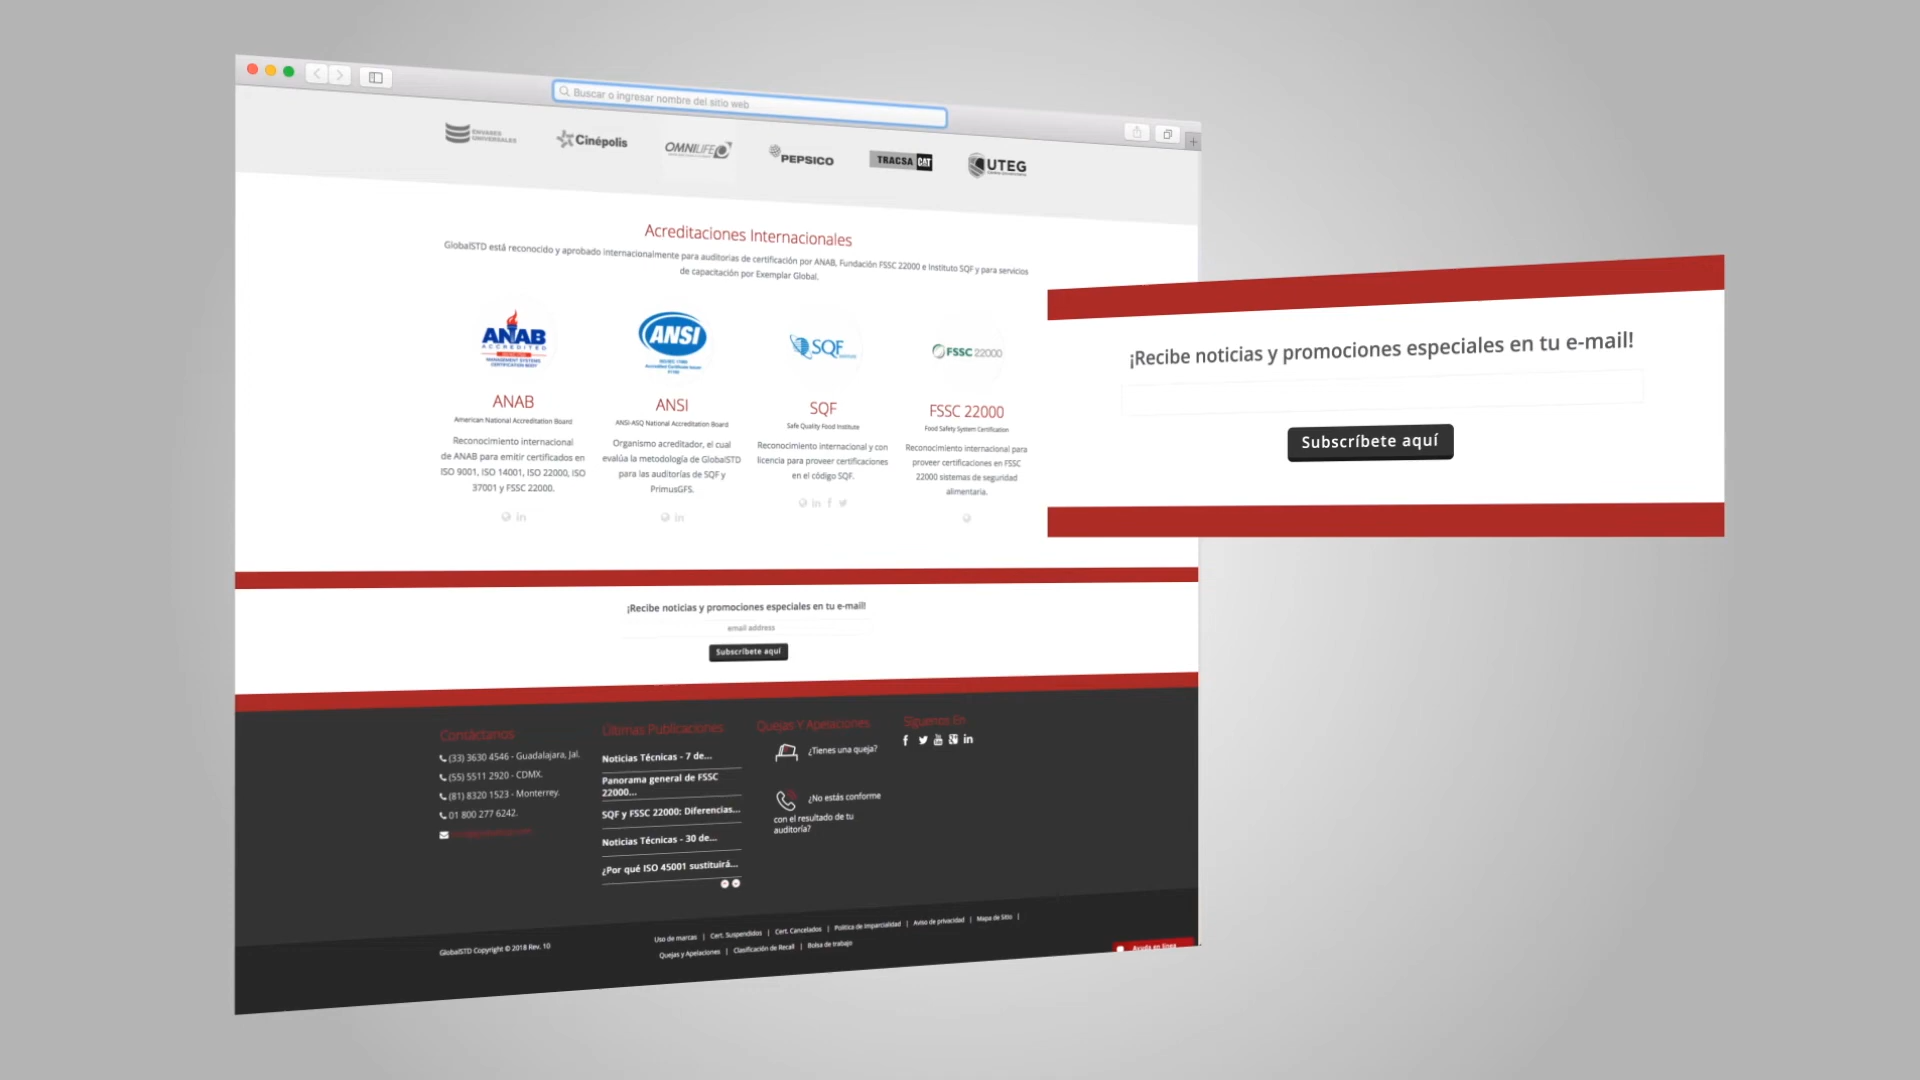 Buscar o ingresar nombre del sitio web
ENVASES UNIVERSALES
Cinépolis
OMNILIFE
PEPSICO
TRACSA CAT
UTEG
Acreditaciones Internacionales
GlobalSTD está reconocido y aprobado internacionalmente para auditorías de certificación por ANAB, Fundación FSSC 22000 e Instituto SQF y para servicios
de capacitación por Exemplar Global.
ANAB
ACCREDITED
MANAGEMENT SYSTEMS
CERTIFICATION BODY
ANSI
Accredited Certificate Issuer
SQF
FSSC 22000
ANAB
American National Accreditation Board
Reconocimiento internacional
de ANAB para emitir certificados en
ISO 9001, ISO 14001, ISO 22000, ISO
37001 y FSSC 22000.
ANSI
ANSI-ASQ National Accreditation Board
Organismo acreditador, el cual
evalúa la metodología de GlobalSTD
para las auditorías de SQF y
PrimusGFS.
SQF
Safe Quality Food Institute
Reconocimiento internacional y con
licencia para proveer certificaciones
en el código SQF.
FSSC 22000
Food Safety System Certification
Reconocimiento internacional para
proveer certificaciones en FSSC
22000 sistemas de seguridad
alimentaria.
¡Recibe noticias y promociones especiales en tu e-mail!
Subscríbete aquí
¡Recibe noticias y promociones especiales en tu e-mail!
email address
Subscríbete aquí
Contáctanos
(33) 3630 4546 - Guadalajara, Jal.
(55) 5511 2920 - CDMX.
(81) 8320 1523 - Monterrey.
01 800 277 6242.
Últimas Publicaciones
Noticias Técnicas - 7 de...
Panorama general de FSSC
22000...
SQF y FSSC 22000: Diferencias...
Noticias Técnicas - 30 de...
¿Por qué ISO 45001 sustituirá...
Quejas Y Apelaciones
¿Tienes una queja?
¿No estás conforme
con el resultado de tu
auditoría?
Síguenos En
GlobalSTD Copyright © 2018 Rev. 10
Uso de marcas | Cert. Suspendidos | Cert. Cancelados | Política de Imparcialidad | Aviso de privacidad | Mapa de Sitio |
Quejas y Apelaciones | Clasificación de Recall | Bolsa de trabajo
Ayuda en línea